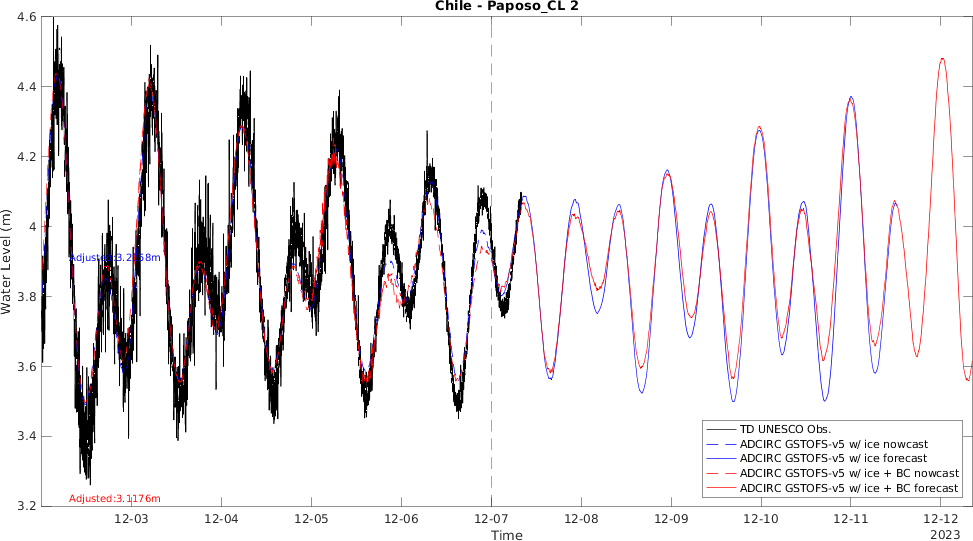 Chile - Paposo_CL 2
4.6
4.4
4.2
4
3.8
3.6
3.4
3.2
Water Level (m)
Adjusted:3.2168m
Adjusted:3.1176m
TD UNESCO Obs.
ADCIRC GSTOFS-v5 w/ ice nowcast
ADCIRC GSTOFS-v5 w/ ice forecast
ADCIRC GSTOFS-v5 w/ ice + BC nowcast
ADCIRC GSTOFS-v5 w/ ice + BC forecast
12-03 12-04 12-05 12-06 12-07 12-08 12-09 12-10 12-11 12-12
Time 2023